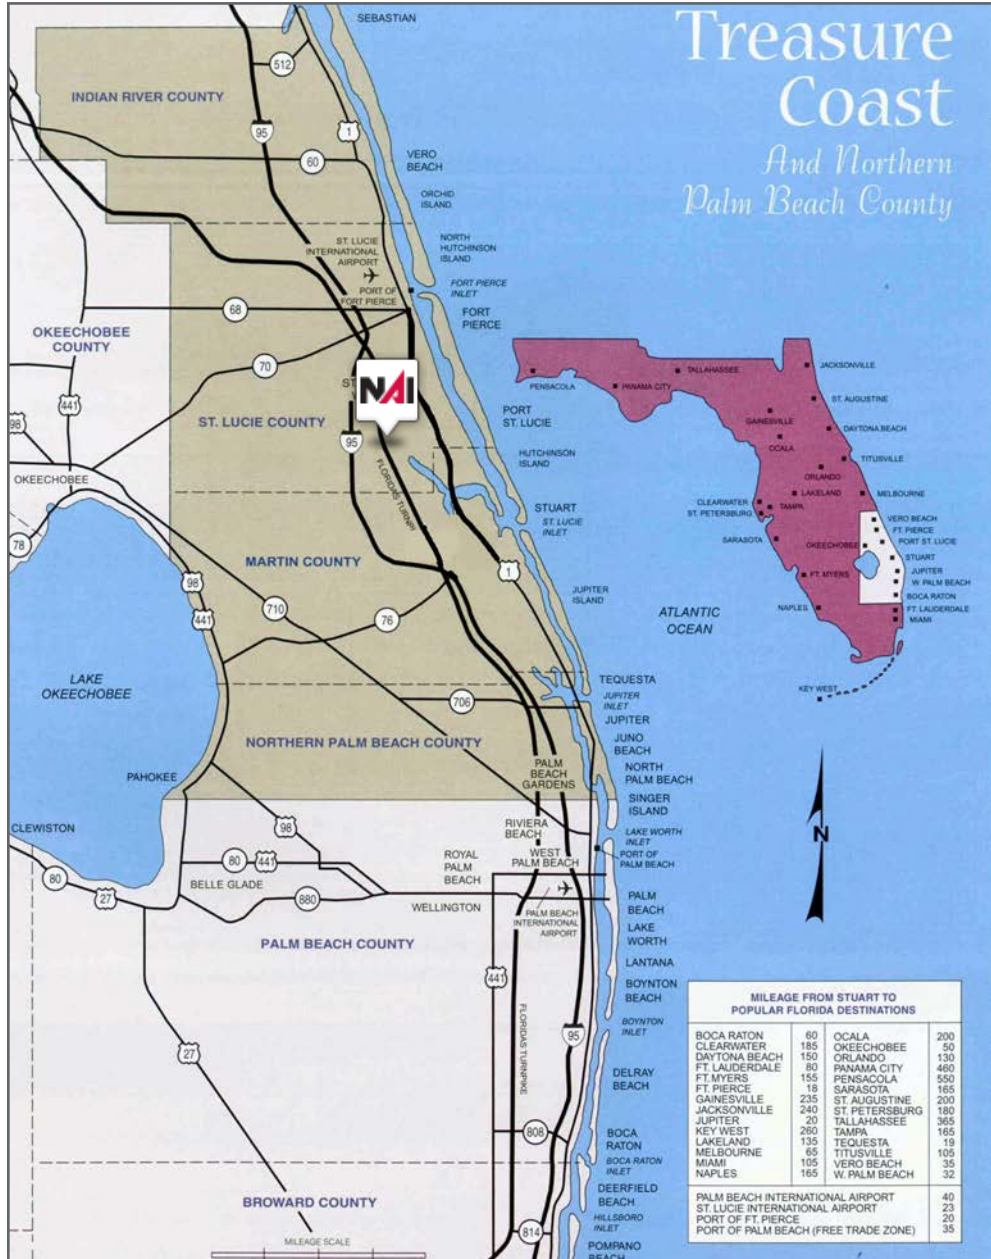 Treasure
Coast
And Northern
Palm Beach County
SEBASTIAN
512
INDIAN RIVER COUNTY
95
1
60
VERO
BEACH
ORCHID
ISLAND
ST. LUCIE
INTERNATIONAL
AIRPORT
NORTH
HUTCHINSON
ISLAND
PORT OF
FORT PIERCE
FORT PIERCE
INLET
68
FORT
PIERCE
OKEECHOBEE
COUNTY
70
441
98
NAI
ST. LUCIE COUNTY
95
PORT
ST. LUCIE
HUTCHINSON
ISLAND
OKEECHOBEE
FLORIDAS TURNPI
STUART
ST. LUCIE
INLET
78
MARTIN COUNTY
1
98
441
710
76
JUPITER
ISLAND
LAKE
OKEECHOBEE
TEQUESTA
JUPITER
INLET
706
JUPITER
NORTHERN PALM BEACH COUNTY
JUNO
BEACH
PALM
BEACH
GARDENS
NORTH
PALM BEACH
PAHOKEE
SINGER
ISLAND
CLEWISTON
98
RIVIERA
BEACH
LAKE WORTH
INLET
80
441
ROYAL
PALM
BEACH
WEST
PALM BEACH
PORT OF
PALM BEACH
80
27
BELLE GLADE
880
WELLINGTON
PALM BEACH
INTERNATIONAL
AIRPORT
PALM
BEACH
PALM BEACH COUNTY
LAKE
WORTH
LANTANA
441
BOYNTON
BEACH
FLORIDAS TURNPIKE
95
BOYNTON
INLET
27
DELRAY
BEACH
808
BOCA
RATON
BOCA RATON
INLET
BROWARD COUNTY
DEERFIELD
BEACH
HILLSBORO
INLET
814
MILEAGE SCALE
POMPANO
BEACH
PENSACOLA
PANAMA CITY
TALLAHASSEE
JACKSONVILLE
ST. AUGUSTINE
GAINESVILLE
OCALA
DAYTONA BEACH
TITUSVILLE
ORLANDO
LAKELAND
MELBOURNE
CLEARWATER
TAMPA
ST. PETERSBURG
VERO BEACH
FT. PIERCE
PORT ST. LUCIE
SARASOTA
OKEECHOBEE
STUART
JUPITER
FT. MYERS
W. PALM BEACH
BOCA RATON
NAPLES
FT. LAUDERDALE
MIAMI
KEY WEST
ATLANTIC
OCEAN
N
MILEAGE FROM STUART TO
POPULAR FLORIDA DESTINATIONS
BOCA RATON 60 OCALA 200
CLEARWATER 185 OKEECHOBEE 50
DAYTONA BEACH 150 ORLANDO 130
FT. LAUDERDALE 80 PANAMA CITY 460
FT. MYERS 155 PENSACOLA 550
FT. PIERCE 18 SARASOTA 165
GAINESVILLE 235 ST. AUGUSTINE 200
JACKSONVILLE 240 ST. PETERSBURG 180
JUPITER 20 TALLAHASSEE 365
KEY WEST 260 TAMPA 165
LAKELAND 135 TEQUESTA 19
MELBOURNE 65 TITUSVILLE 105
MIAMI 105 VERO BEACH 35
NAPLES 165 W. PALM BEACH 32
PALM BEACH INTERNATIONAL AIRPORT 40
ST. LUCIE INTERNATIONAL AIRPORT 23
PORT OF FT. PIERCE 20
PORT OF PALM BEACH (FREE TRADE ZONE) 35